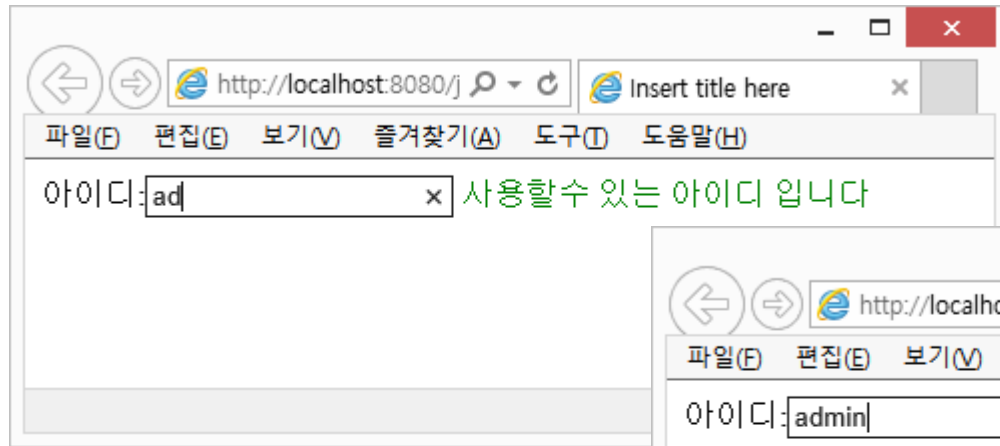 http://localhost:8080/j
Insert title here
파일(F) 편집(E) 보기(V) 즐겨찾기(A) 도구(T) 도움말(H)
아이디:ad 사용할수 있는 아이디 입니다
http://localho
파일(F) 편집(E) 보기(V)
아이디:admin